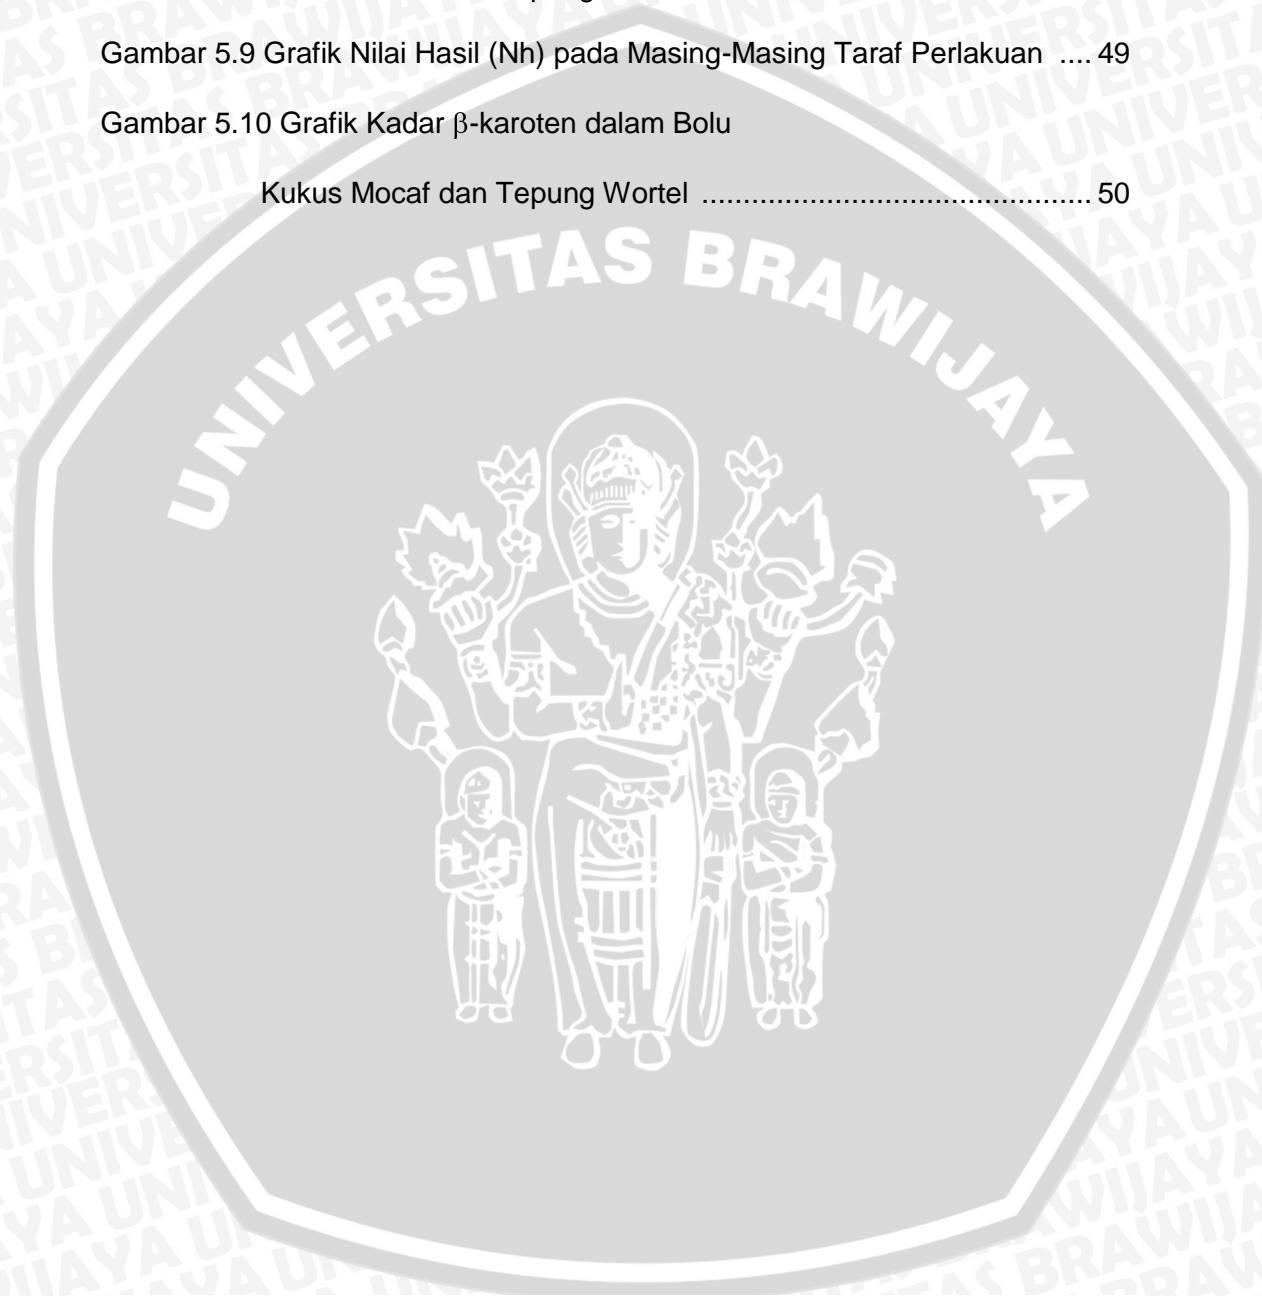 Gambar 5.9 Grafik Nilai Hasil (Nh) pada Masing-Masing Taraf Perlakuan .... 49
Gambar 5.10 Grafik Kadar β-karoten dalam Bolu
Kukus Mocaf dan Tepung Wortel ............................................... 50
UNIVERSITAS BRAWIJAYA